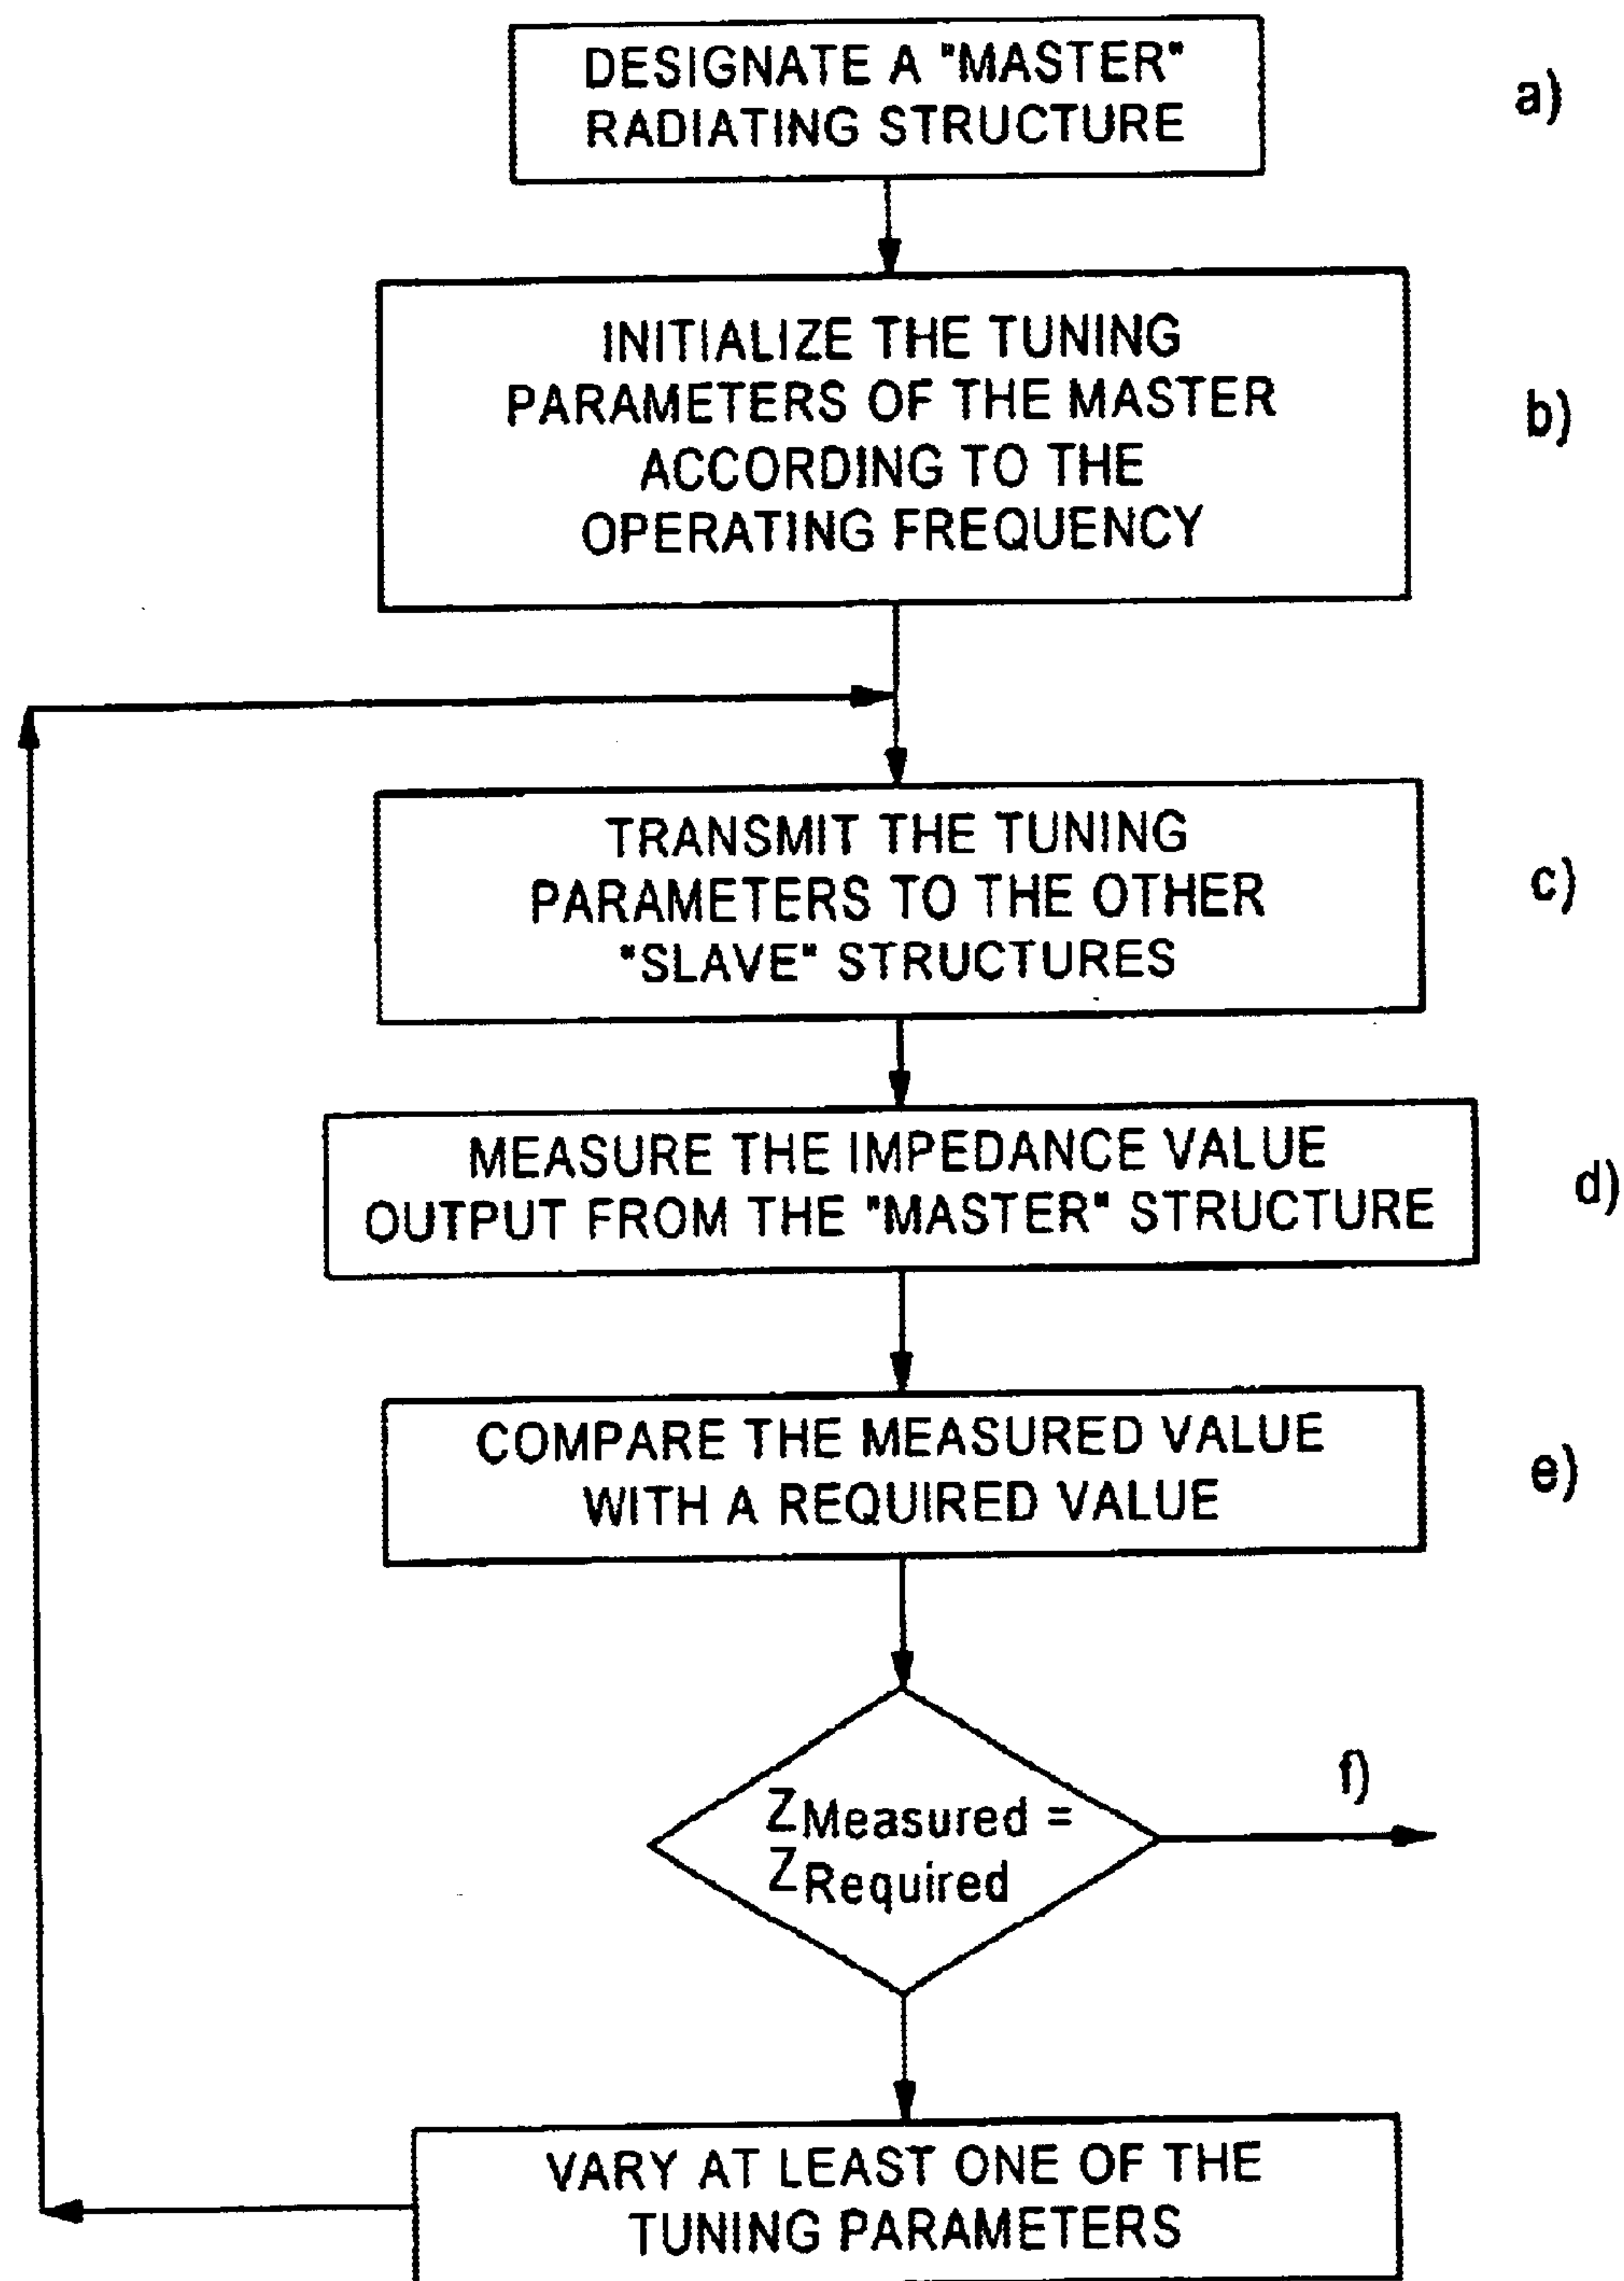 DESIGNATE A "MASTER"
RADIATING STRUCTURE
a)
INITIALIZE THE TUNING
PARAMETERS OF THE MASTER
ACCORDING TO THE
OPERATING FREQUENCY
b)
TRANSMIT THE TUNING
PARAMETERS TO THE OTHER
"SLAVE" STRUCTURES
c)
MEASURE THE IMPEDANCE VALUE
OUTPUT FROM THE "MASTER" STRUCTURE
d)
COMPARE THE MEASURED VALUE
WITH A REQUIRED VALUE
e)
Z Measured =
Z Required
f)
VARY AT LEAST ONE OF THE
TUNING PARAMETERS